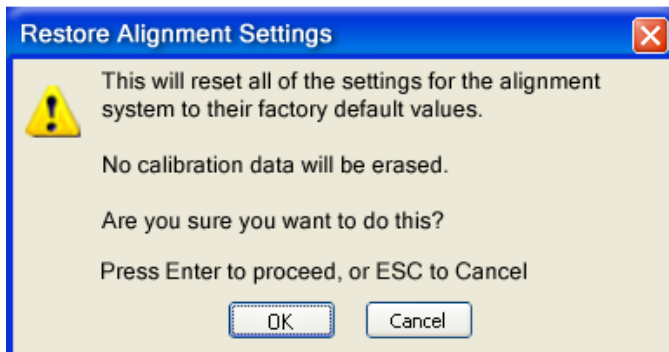 Restore Alignment Settings
This will reset all of the settings for the alignment
system to their factory default values.
No calibration data will be erased.
Are you sure you want to do this?
Press Enter to proceed, or ESC to Cancel
OK
Cancel